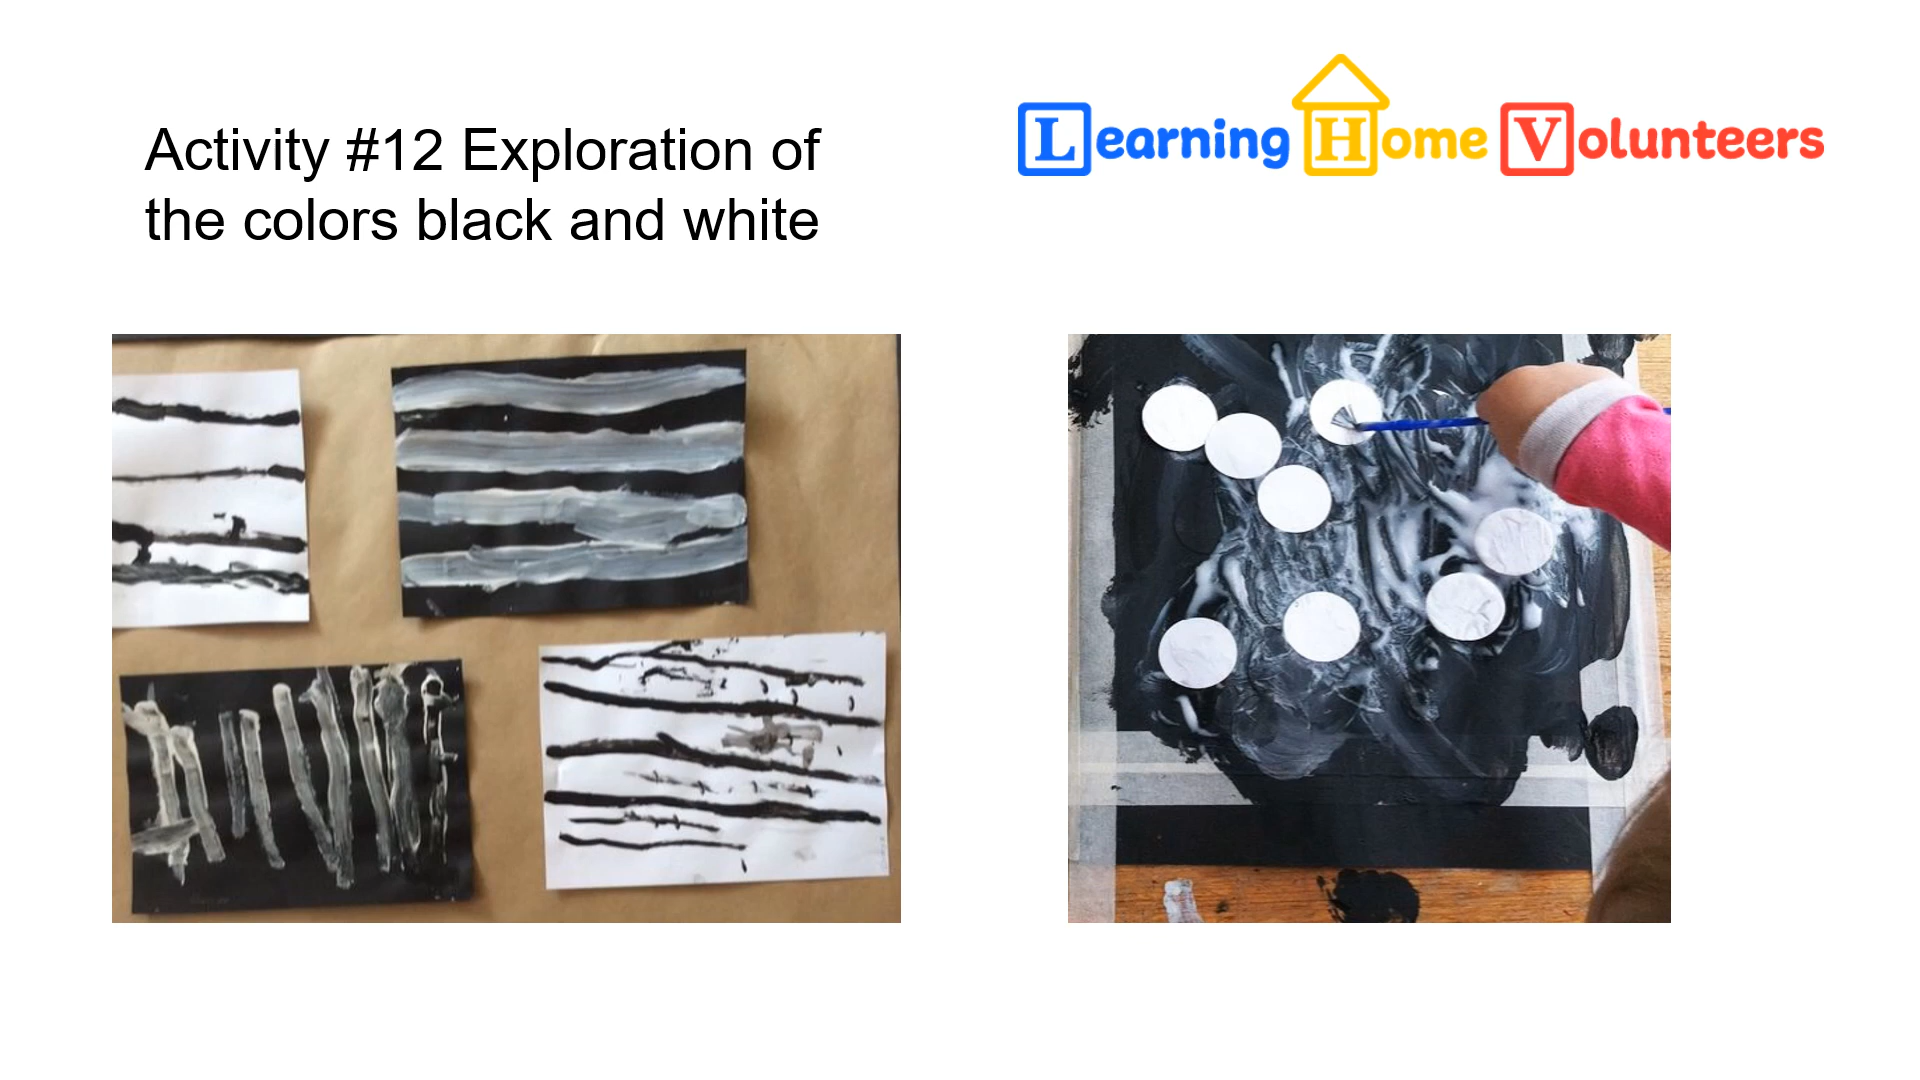 Activity #12 Exploration of
the colors black and white
Learning Home Volunteers